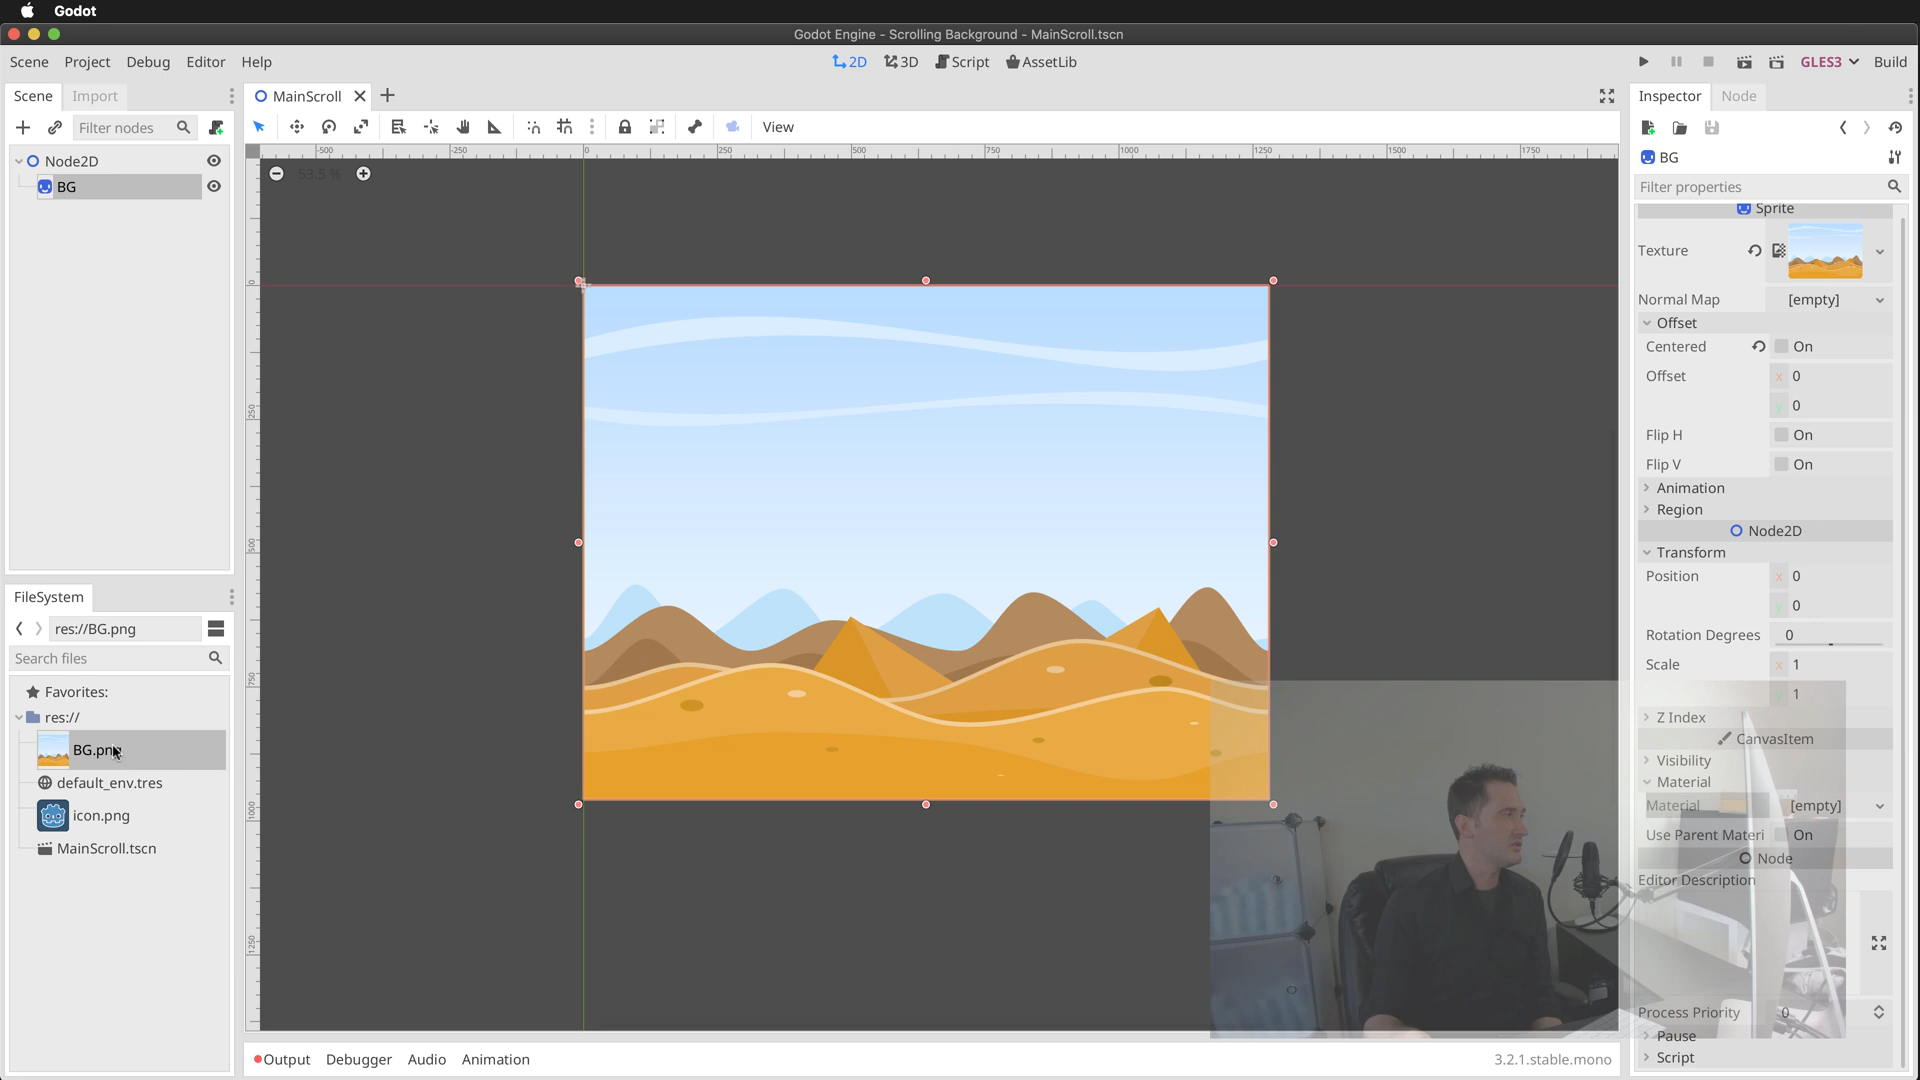 Godot
Godot Engine - Scrolling Background - MainScroll.tscn
Scene Project Debug Editor Help
2D 3D Script AssetLib
GLES3 Build
Scene Import
MainScroll
Inspector Node
Filter nodes
View
Node2D
BG
-500 -250 0 250 500 750 1000 1250 1500 1750
53.5 %
0
250
500
750
1000
1250
BG
Filter properties
Sprite
Texture
Normal Map [empty]
Offset
Centered On
Offset x 0
y 0
Flip H On
Flip V On
Animation
Region
Node2D
Transform
Position x 0
y 0
Rotation Degrees 0
Scale x 1
y 1
Z Index
CanvasItem
Visibility
Material
Material [empty]
Use Parent Materi On
Node
Editor Description
Process Priority 0
Pause
Script
FileSystem
res://BG.png
Search files
Favorites:
res://
BG.png
default_env.tres
icon.png
MainScroll.tscn
Output Debugger Audio Animation
3.2.1.stable.mono